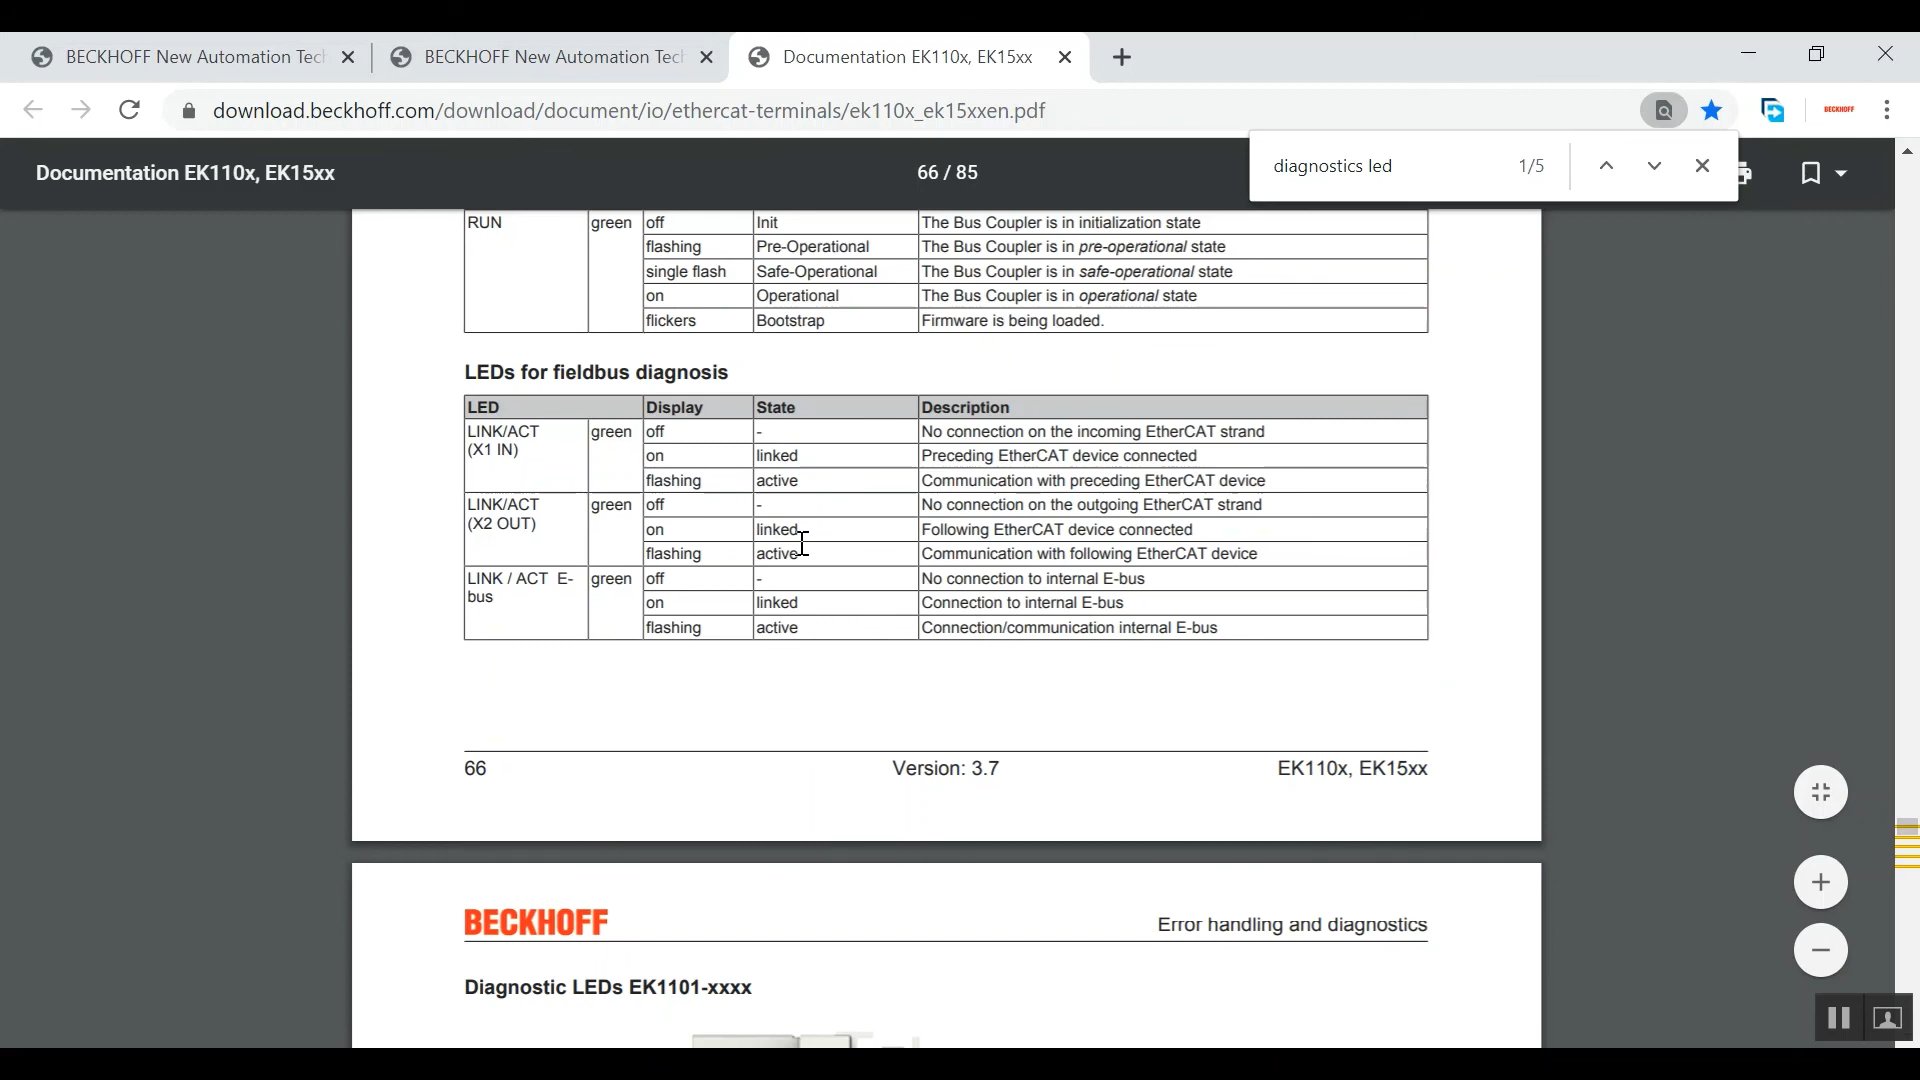 BECKHOFF New Automation Tec
BECKHOFF New Automation Tec
Documentation EK110x, EK15xx
download.beckhoff.com/download/document/io/ethercat-terminals/ek110x_ek15xxen.pdf
BECKHOFF
Documentation EK110x, EK15xx
66 / 85
diagnostics led 1/5
RUN green off Init The Bus Coupler is in initialization state
flashing Pre-Operational The Bus Coupler is in pre-operational state
single flash Safe-Operational The Bus Coupler is in safe-operational state
on Operational The Bus Coupler is in operational state
flickers Bootstrap Firmware is being loaded.
LEDs for fieldbus diagnosis
LED Display State Description
LINK/ACT green off - No connection on the incoming EtherCAT strand
(X1 IN)
on linked Preceding EtherCAT device connected
flashing active Communication with preceding EtherCAT device
LINK/ACT green off - No connection on the outgoing EtherCAT strand
(X2 OUT)
on linked Following EtherCAT device connected
flashing active Communication with following EtherCAT device
LINK / ACT E- green off - No connection to internal E-bus
bus
on linked Connection to internal E-bus
flashing active Connection/communication internal E-bus
66 Version: 3.7 EK110x, EK15xx
BECKHOFF Error handling and diagnostics
Diagnostic LEDs EK1101-xxxx